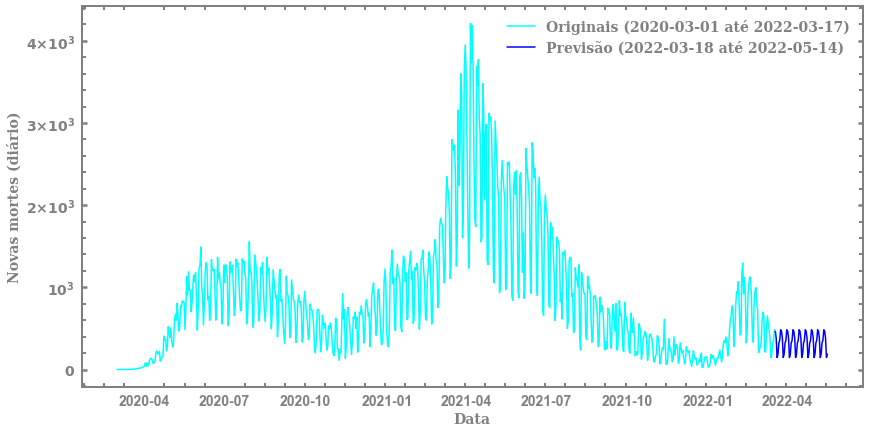 Originais (2020-03-01 até 2022-03-17)
Previsão (2022-03-18 até 2022-05-14)
Novas mortes (diário)
4×10³
3×10³
2×10³
10³
0
2020-04 2020-07 2020-10 2021-01 2021-04 2021-07 2021-10 2022-01 2022-04
Data